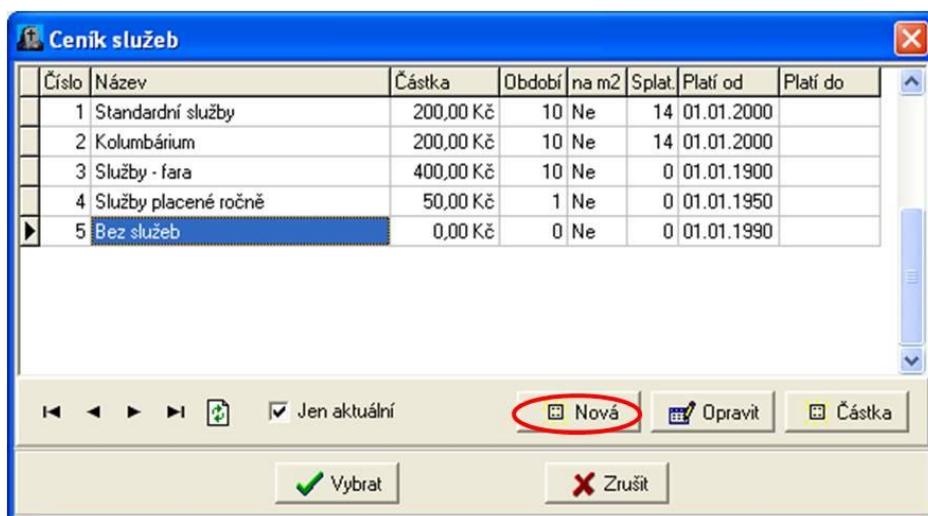 Ceník služeb
Číslo Název Částka Období na m2 Splat. Platí od Platí do
1 Standardní služby 200,00 Kč 10 Ne 14 01.01.2000
2 Kolumbárium 200,00 Kč 10 Ne 14 01.01.2000
3 Služby - fara 400,00 Kč 10 Ne 0 01.01.1900
4 Služby placené ročně 50,00 Kč 1 Ne 0 01.01.1950
5 Bez služeb 0,00 Kč 0 Ne 0 01.01.1990
Jen aktuální Nová Opravit Částka
Vybrat Zrušit